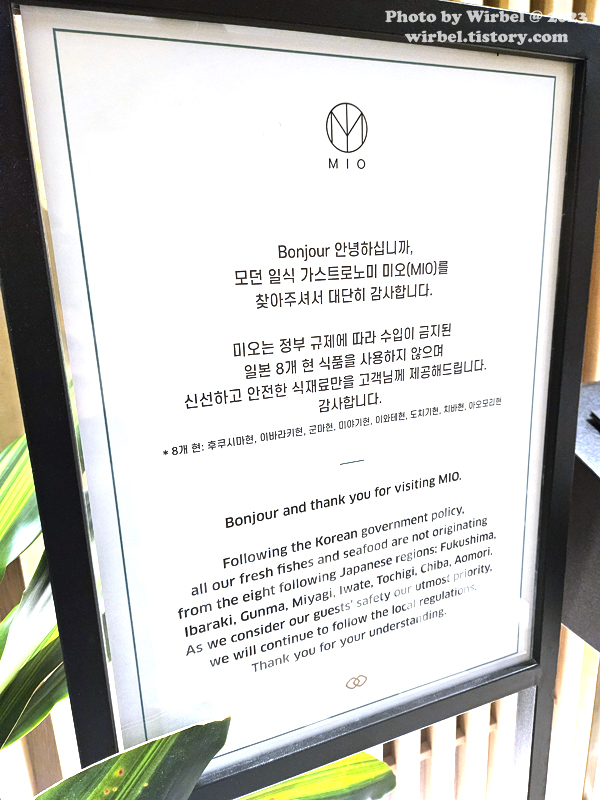 Photo by Wirbel @ 2023
wirbel.tistory.com
MIO
Bonjour 안녕하십니까,
모던 일식 가스트로노미 미오(MIO)를
찾아주셔서 대단히 감사합니다.
미오는 정부 규제에 따라 수입이 금지된
일본 8개 현 식품을 사용하지 않으며
신선하고 안전한 식재료만을 고객님께 제공해드립니다.
감사합니다.
* 8개 현: 후쿠시마현, 이바라키현, 군마현, 미야기현, 이와테현, 도치기현, 치바현, 아오모리현
Bonjour and thank you for visiting MIO.
Following the Korean government policy,
all our fresh fishes and seafood are not originating
from the eight following Japanese regions: Fukushima,
Ibaraki, Gunma, Miyagi, Iwate, Tochigi, Chiba, Aomori.
As we consider our guests' safety our utmost priority,
we will continue to follow the local regulations.
Thank you for your understanding.